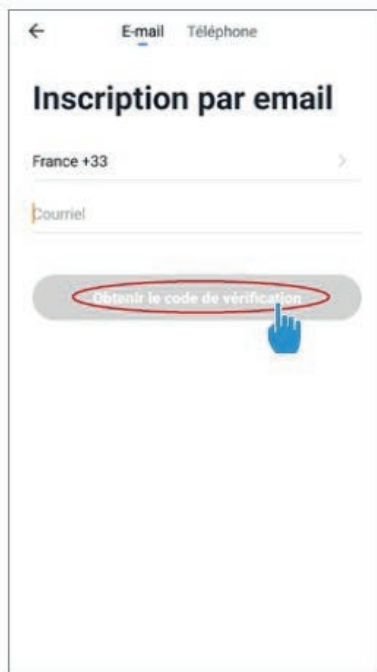 E-mail Téléphone
Inscription par email
France +33
Courriel
Obtenir le code de vérification